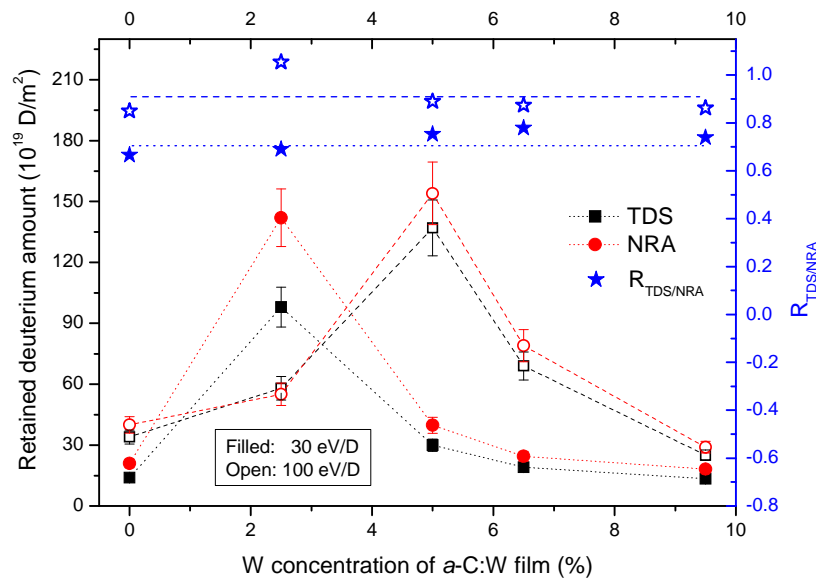 0 2 4 6 8 10
210
180
150
120
90
60
30
0
Retained deuterium amount (10¹⁹ D/m²)
1.0
0.8
0.6
0.4
0.2
0.0
-0.2
-0.4
-0.6
-0.8
R_TDS/NRA
TDS
NRA
R_TDS/NRA
Filled: 30 eV/D
Open: 100 eV/D
0 2 4 6 8 10
W concentration of a-C:W film (%)